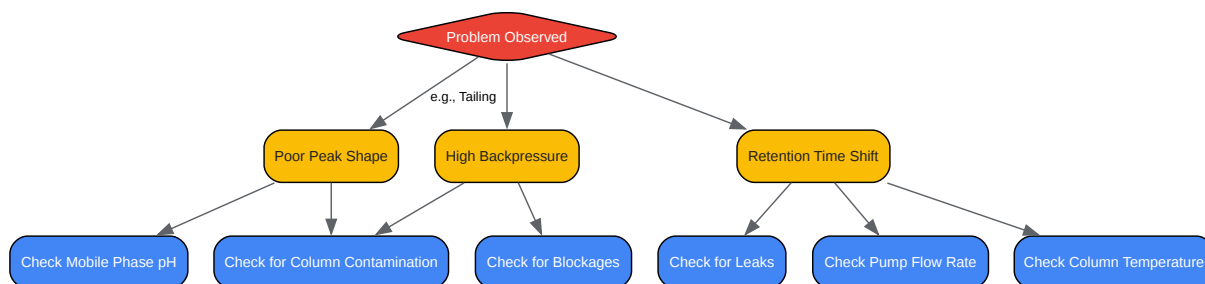 Problem Observed
e.g., Tailing
Poor Peak Shape
High Backpressure
Retention Time Shift
Check Mobile Phase pH
Check for Column Contamination
Check for Blockages
Check for Leaks
Check Pump Flow Rate
Check Column Temperature